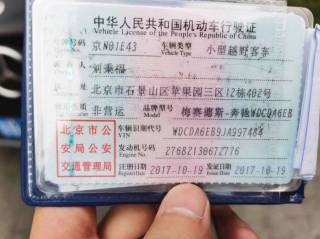 中华人民共和国机动车行驶证
Vehicle License of the People's Republic of China
号牌号码 京N01E43 车辆类型 小型越野客车
Vehicle Type
所有人 刘秉福
住址 北京市石景山区苹果园三区12栋402号
使用性质 非营运 品牌型号 梅赛德斯-奔驰WDCDA6EB
Model
北京市公
安局公安
交通管理局
车辆识别代号 WDCDA6EB9JA997484
VIN
发动机号码 27682130672776
Engine No.
注册日期 2017-10-19 发证日期 2017-10-19
Register Date Issue Date